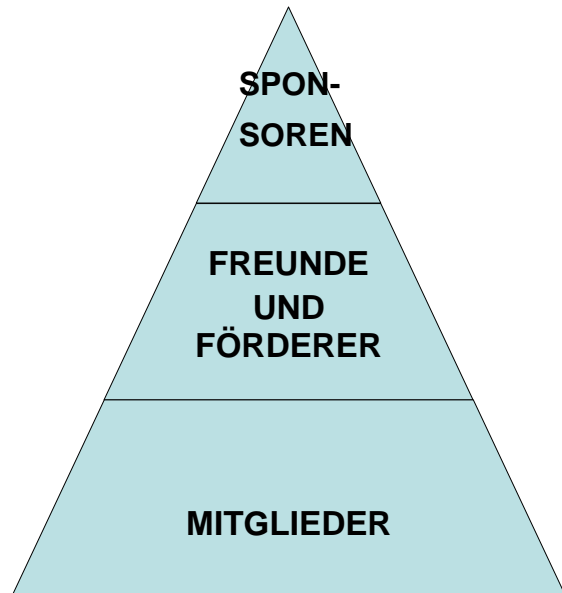 SPON-
SOREN
FREUNDE
UND
FÖRDERER
MITGLIEDER